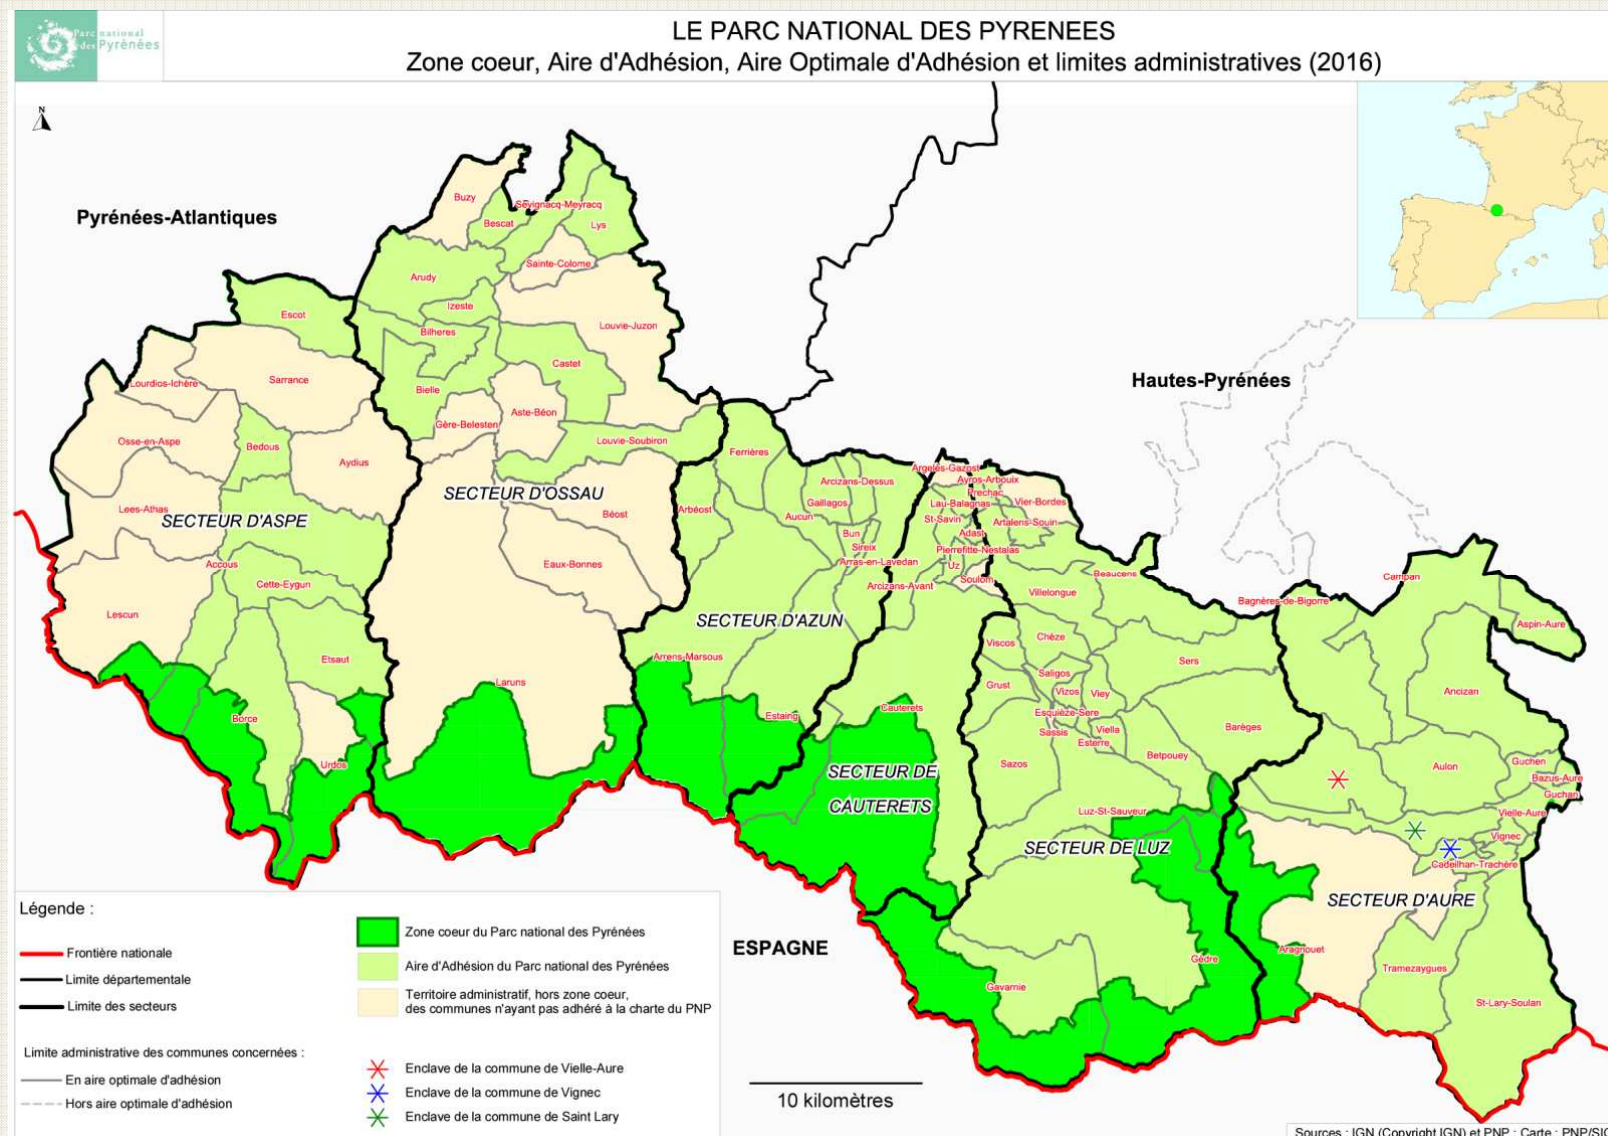 Parc national
des Pyrénées
LE PARC NATIONAL DES PYRENEES
Zone coeur, Aire d'Adhésion, Aire Optimale d'Adhésion et limites administratives (2016)
N
Pyrénées-Atlantiques
Hautes-Pyrénées
ESPAGNE
Buzy
Bescat
Sévignacq-Meyracq
Lys
Sainte-Colome
Arudy
Izeste
Louvie-Juzon
Escot
Bilheres
Castet
Sarrance
Lourdios-Ichère
Bielle
Aste-Béon
Gère-Belesten
Osse-en-Aspe
Bedous
Louvie-Soubiron
Aydius
SECTEUR D'OSSAU
Lees-Athas
SECTEUR D'ASPE
Béost
Accous
Eaux-Bonnes
Cette-Eygun
Lescun
Etsaut
Laruns
Borce
Urdos
Ferrières
Arcizans-Dessus
Gaillagos
Arbéost
Aucun
Bun
Sireix
Arras-en-Lavedan
Arcizans-Avant
SECTEUR D'AZUN
Arrens-Marsous
Estaing
Argelès-Gazost
Ayros-Arbouix
Prechac
Lau-Balagnas
Vier-Bordes
St-Savin
Artalens-Souin
Adast
Pierrefitte-Nestalas
Uz
Soulom
Beaucens
Villelongue
Cauterets
SECTEUR DE
CAUTERETS
Viscos
Chèze
Sers
Saligos
Grust
Vizos
Viey
Esquièze-Sere
Sassis
Viella
Esterre
Barèges
Betpouey
Sazos
Luz-St-Sauveur
SECTEUR DE LUZ
Gèdre
Gavarnie
Campan
Bagnères-de-Bigorre
Aspin-Aure
Ancizan
Aulon
Guchen
Bazus-Aure
Guchan
Vielle-Aure
Vignec
Cadeilhan-Trachère
SECTEUR D'AURE
Aragnouet
Tramezaygues
St-Lary-Soulan
Légende :
Frontière nationale
Limite départementale
Limite des secteurs
Limite administrative des communes concernées :
En aire optimale d'adhésion
Hors aire optimale d'adhésion
Zone coeur du Parc national des Pyrénées
Aire d'Adhésion du Parc national des Pyrénées
Territoire administratif, hors zone coeur,
des communes n'ayant pas adhéré à la charte du PNP
Enclave de la commune de Vielle-Aure
Enclave de la commune de Vignec
Enclave de la commune de Saint Lary
10 kilomètres
Sources : IGN (Copyright IGN) et PNP ; Carte : PNP/SIG